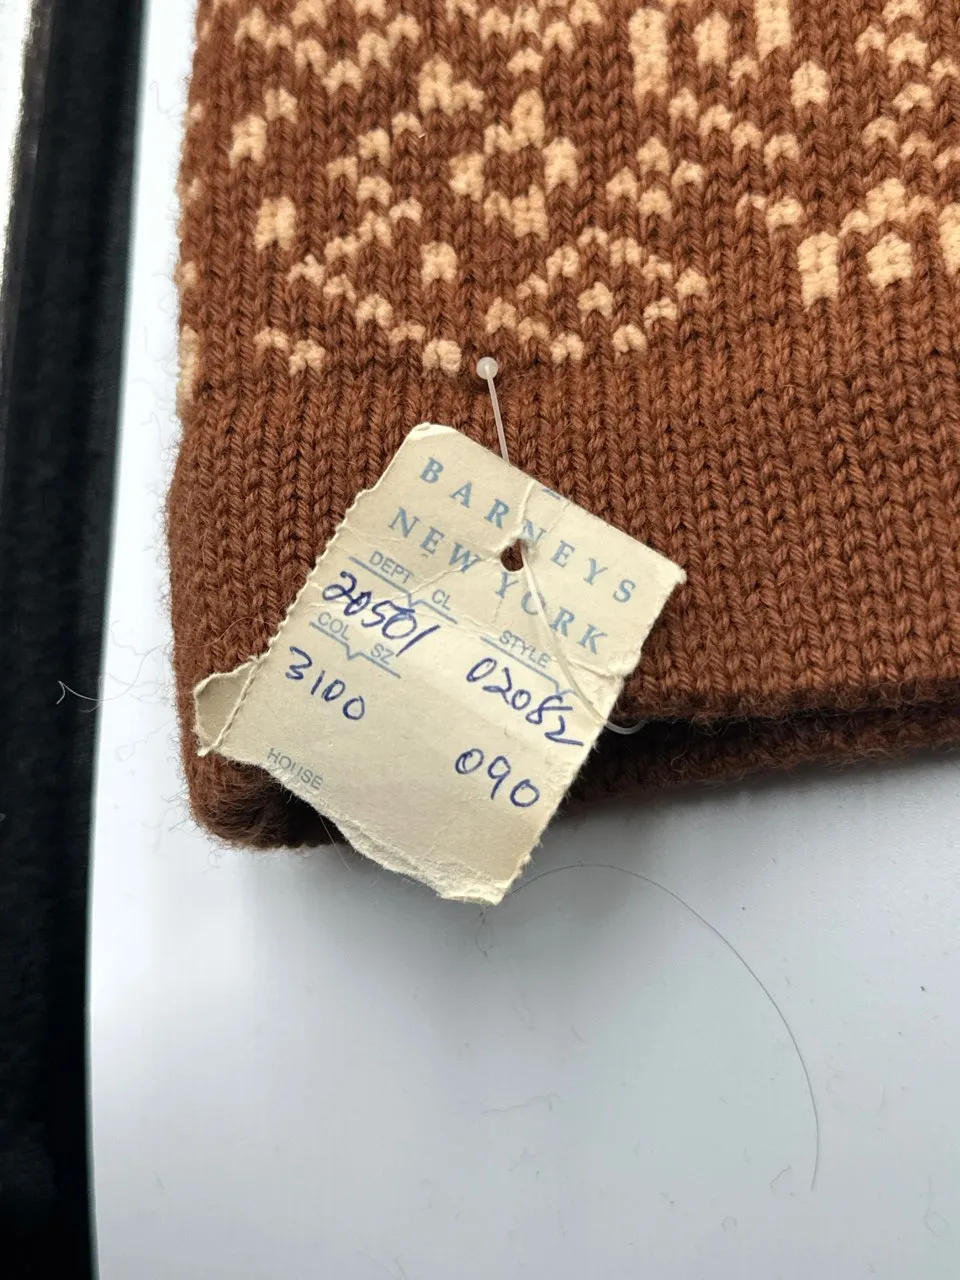 BARNEYS
NEW YORK
DEPT CL STYLE
20501 02082
COL SZ
3100 090
HOUSE